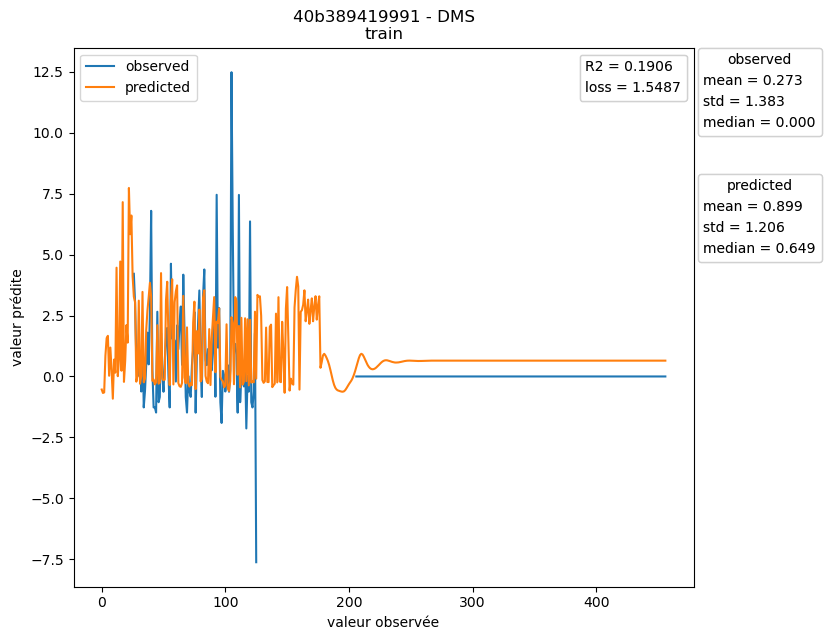 40b389419991 - DMS
train
observed
predicted
R2 = 0.1906
loss = 1.5487
observed
mean = 0.273
std = 1.383
median = 0.000
predicted
mean = 0.899
std = 1.206
median = 0.649
12.5
10.0
7.5
5.0
2.5
0.0
−2.5
−5.0
−7.5
valeur prédite
0
100
200
300
400
valeur observée